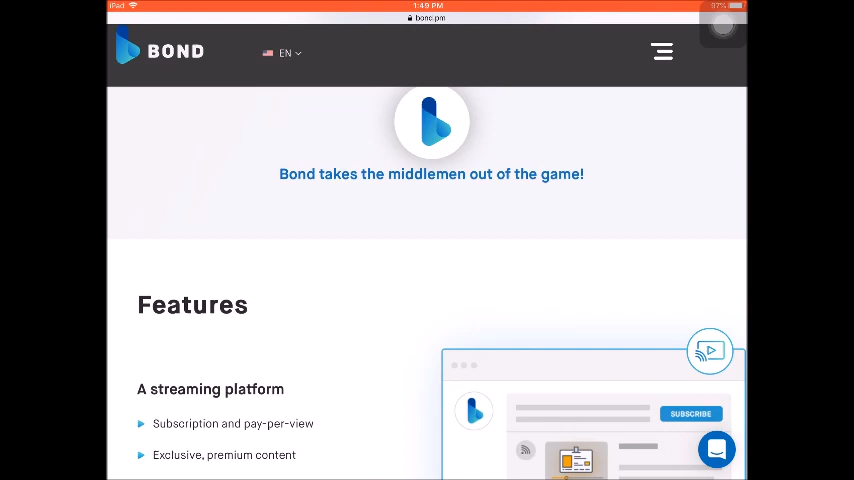 iPad 1:49 PM 97%
bond.pm
BOND EN
Bond takes the middlemen out of the game!
Features
A streaming platform
Subscription and pay-per-view
SUBSCRIBE
Exclusive, premium content